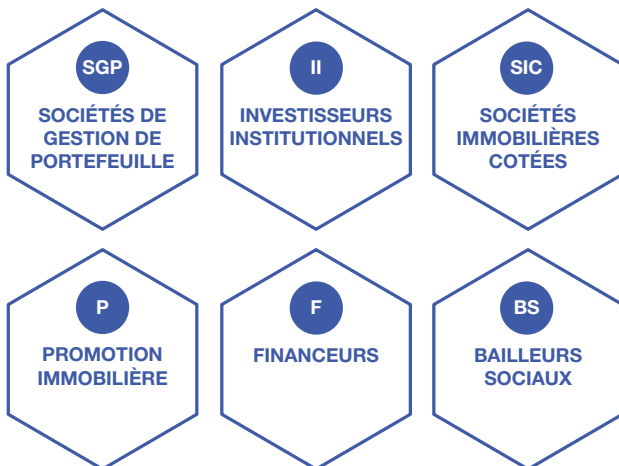 SGP
SOCIÉTÉS DE
GESTION DE
PORTEFEUILLE
II
INVESTISSEURS
INSTITUTIONNELS
SIC
SOCIÉTÉS
IMMOBILIÈRES
COTÉES
P
PROMOTION
IMMOBILIÈRE
F
FINANCEURS
BS
BAILLEURS
SOCIAUX